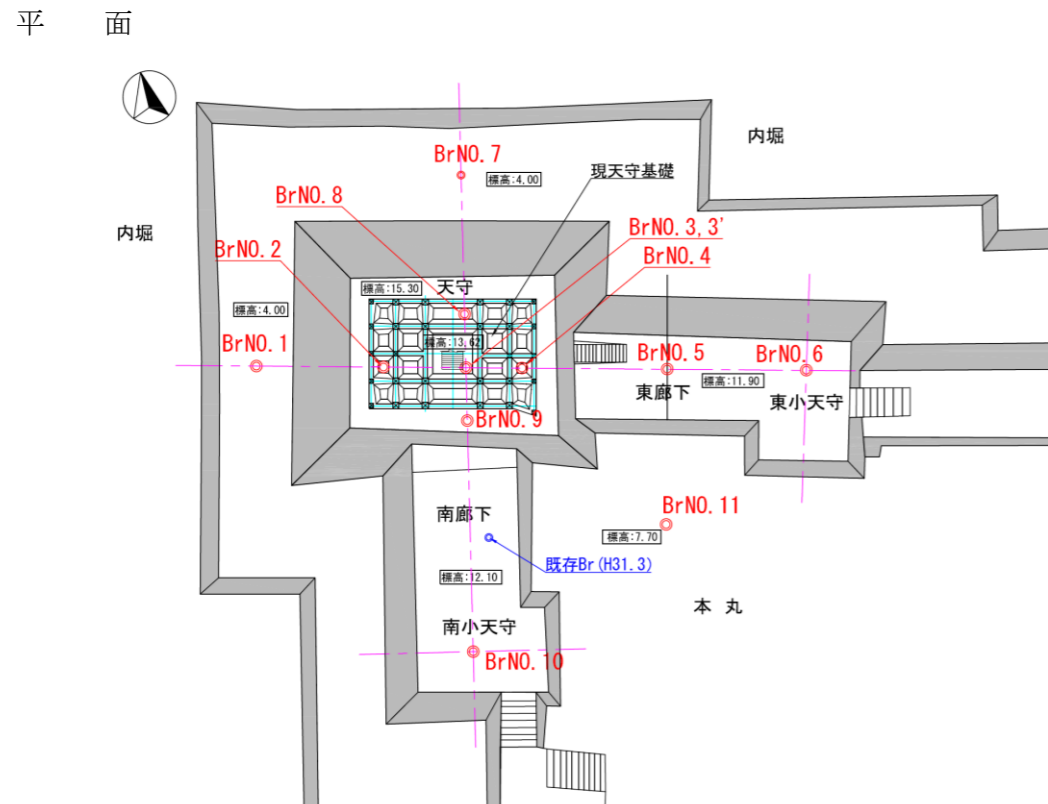 平 面
内堀
BrNO.7
標高:4.00
現天守基礎
BrNO.8
BrNO.3,3'
内堀
BrNO.2
BrNO.4
標高:15.30
天守
標高:4.00
標高:13.62
BrNO.1
BrNO.5
BrNO.6
標高:11.90
東廊下
東小天守
BrNO.9
BrNO.11
南廊下
標高:7.70
既存Br(H31.3)
標高:12.10
本 丸
南小天守
BrNO.10